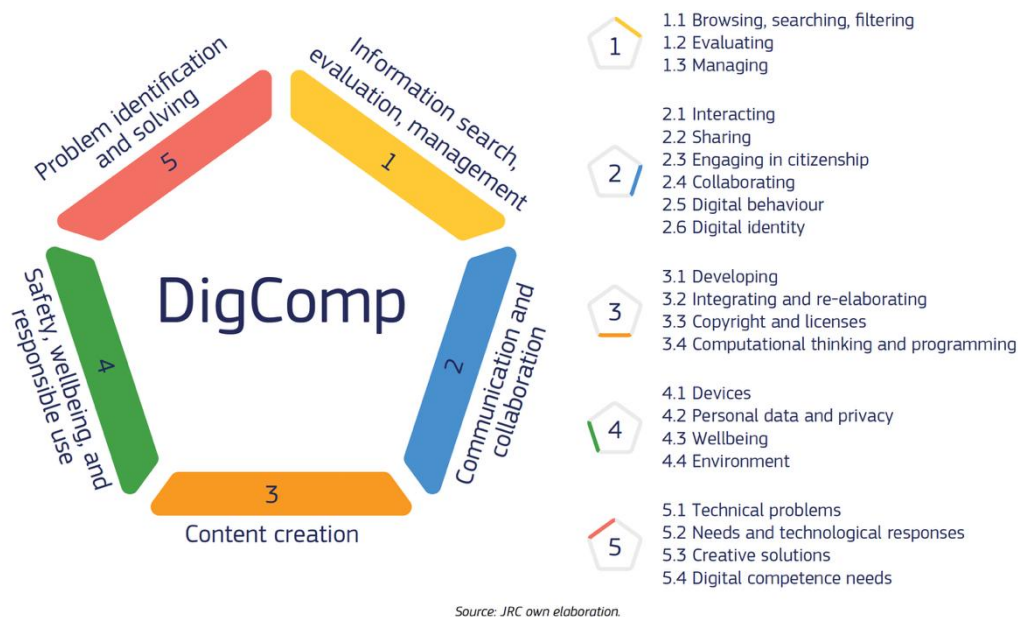 Problem identification
and solving
5
Information search,
evaluation, management
1
DigComp
Safety, wellbeing, and
responsible use
4
Communication and
collaboration
2
3
Content creation
1
1.1 Browsing, searching, filtering
1.2 Evaluating
1.3 Managing
2
2.1 Interacting
2.2 Sharing
2.3 Engaging in citizenship
2.4 Collaborating
2.5 Digital behaviour
2.6 Digital identity
3
3.1 Developing
3.2 Integrating and re-elaborating
3.3 Copyright and licenses
3.4 Computational thinking and programming
4
4.1 Devices
4.2 Personal data and privacy
4.3 Wellbeing
4.4 Environment
5
5.1 Technical problems
5.2 Needs and technological responses
5.3 Creative solutions
5.4 Digital competence needs
Source: JRC own elaboration.